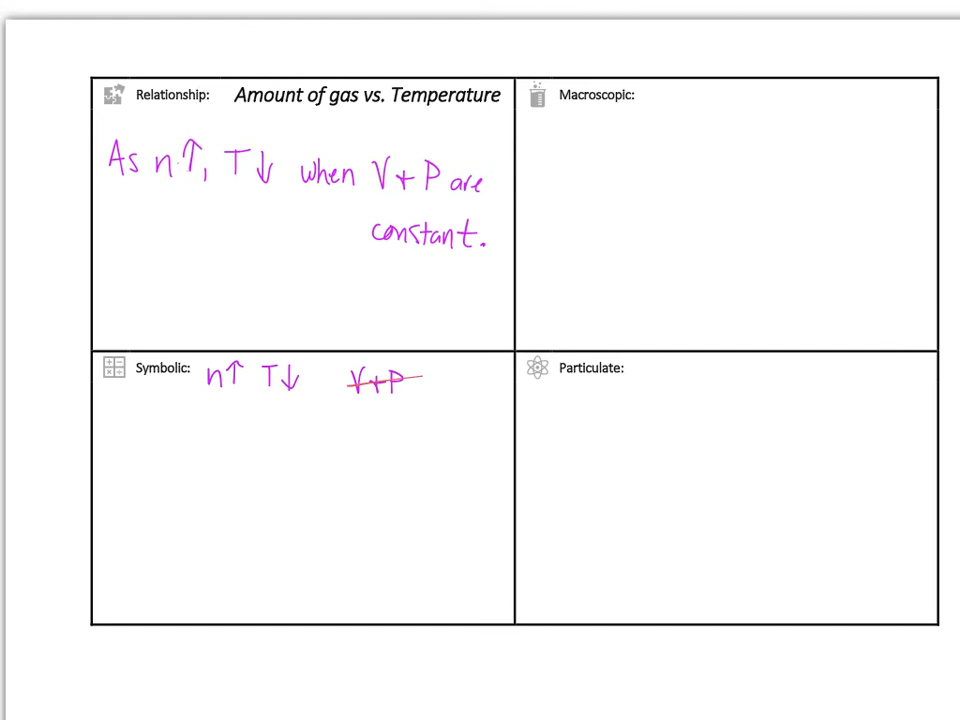 Relationship: Amount of gas vs. Temperature
As n↑, T↓ when V + P are
constant.
Macroscopic:
Symbolic: n↑ T↓ V+P
Particulate: